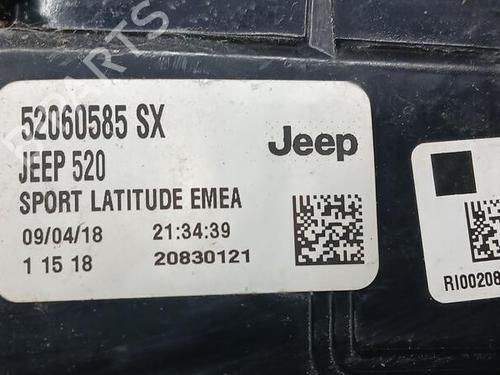 52060585 SX
JEEP 520
SPORT LATITUDE EMEA
09/04/18 21:34:39
1 15 18 20830121
Jeep
RI00208
PARTS